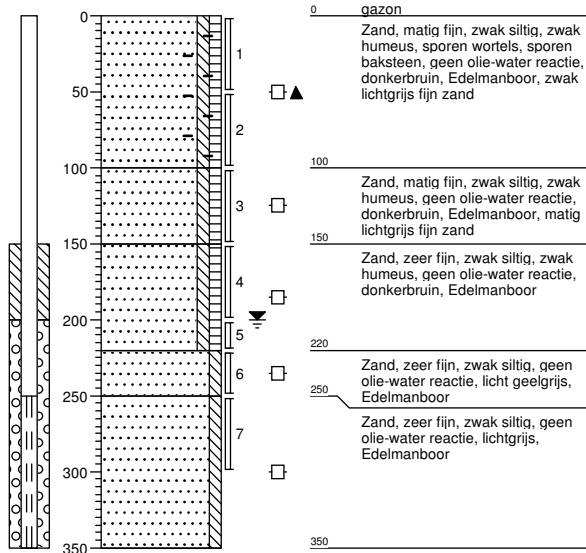 0
50
100
150
200
250
300
350
1
2
3
4
5
6
7
0
gazon
Zand, matig fijn, zwak siltig, zwak
humeus, sporen wortels, sporen
baksteen, geen olie-water reactie,
donkerbruin, Edelmanboor, zwak
lichtgrijs fijn zand
100
Zand, matig fijn, zwak siltig, zwak
humeus, geen olie-water reactie,
donkerbruin, Edelmanboor, matig
lichtgrijs fijn zand
150
Zand, zeer fijn, zwak siltig, zwak
humeus, geen olie-water reactie,
donkerbruin, Edelmanboor
220
Zand, zeer fijn, zwak siltig, geen
olie-water reactie, licht geelgrijs,
Edelmanboor
250
Zand, zeer fijn, zwak siltig, geen
olie-water reactie, lichtgrijs,
Edelmanboor
350